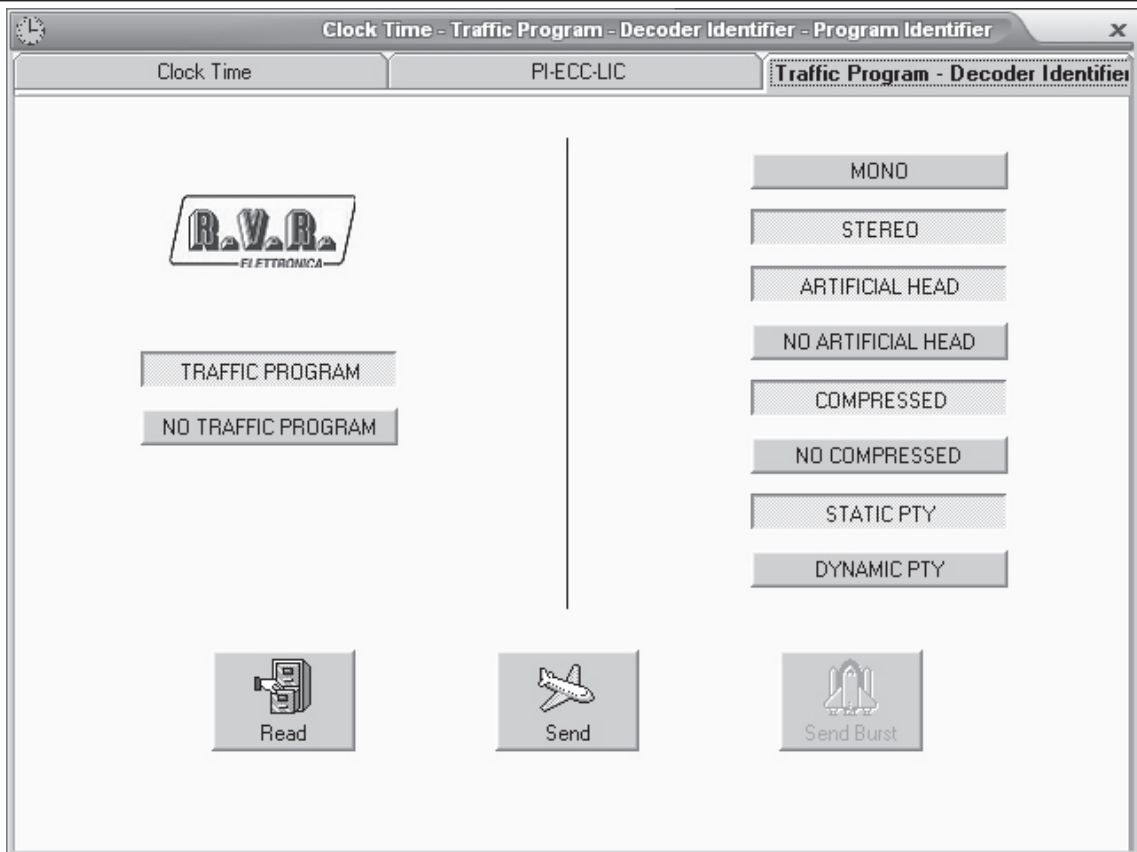 Clock Time - Traffic Program - Decoder Identifier - Program Identifier
Clock Time
PI-ECC-LIC
Traffic Program - Decoder Identifier
R.V.R.
ELETTRONICA
TRAFFIC PROGRAM
NO TRAFFIC PROGRAM
MONO
STEREO
ARTIFICIAL HEAD
NO ARTIFICIAL HEAD
COMPRESSED
NO COMPRESSED
STATIC PTY
DYNAMIC PTY
Read
Send
Send Burst